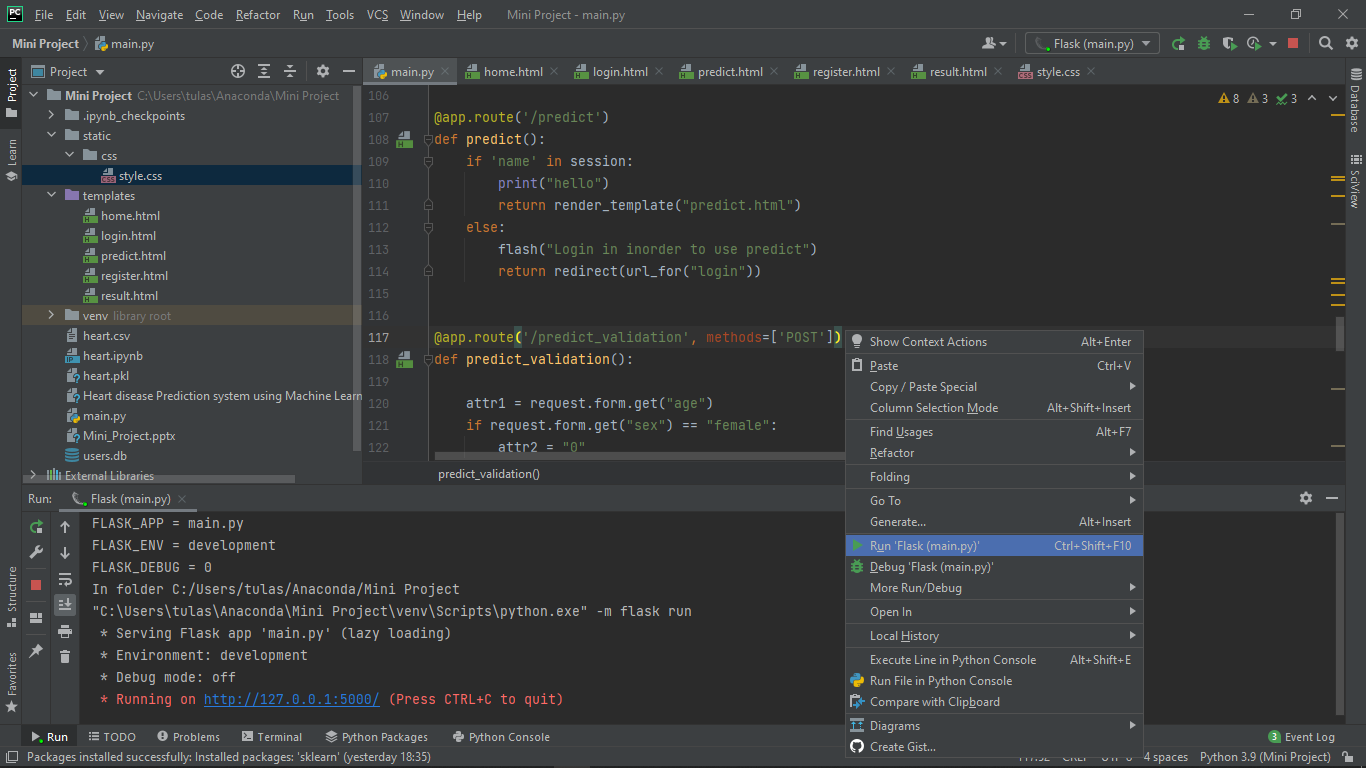 PC File Edit View Navigate Code Refactor Run Tools VCS Window Help Mini Project - main.py
Mini Project main.py Flask (main.py)
Project
Project
Learn
Structure
Favorites
Mini Project C:\Users\tulas\Anaconda\Mini Project
.ipynb_checkpoints
static
css
style.css
templates
home.html
login.html
predict.html
register.html
result.html
venv library root
heart.csv
heart.ipynb
heart.pkl
Heart disease Prediction system using Machine Learn
main.py
Mini_Project.pptx
users.db
External Libraries
main.py home.html login.html predict.html register.html result.html style.css
8 3 3
106
107 @app.route('/predict')
108 def predict():
109 if 'name' in session:
110 print("hello")
111 return render_template("predict.html")
112 else:
113 flash("Login in inorder to use predict")
114 return redirect(url_for("login"))
115
116
117 @app.route('/predict_validation', methods=['POST'])
118 def predict_validation():
119
120 attr1 = request.form.get("age")
121 if request.form.get("sex") == "female":
122 attr2 = "0"
predict_validation()
Database
SciView
Show Context Actions Alt+Enter
Paste Ctrl+V
Copy / Paste Special
Column Selection Mode Alt+Shift+Insert
Find Usages Alt+F7
Refactor
Folding
Go To
Generate... Alt+Insert
Run 'Flask (main.py)' Ctrl+Shift+F10
Debug 'Flask (main.py)'
More Run/Debug
Open In
Local History
Execute Line in Python Console Alt+Shift+E
Run File in Python Console
Compare with Clipboard
Diagrams
Create Gist...
Run: Flask (main.py)
FLASK_APP = main.py
FLASK_ENV = development
FLASK_DEBUG = 0
In folder C:/Users/tulas/Anaconda/Mini Project
"C:\Users\tulas\Anaconda\Mini Project\venv\Scripts\python.exe" -m flask run
* Serving Flask app 'main.py' (lazy loading)
* Environment: development
* Debug mode: off
* Running on http://127.0.0.1:5000/ (Press CTRL+C to quit)
Run TODO Problems Terminal Python Packages Python Console 3 Event Log
Packages installed successfully: Installed packages: 'sklearn' (yesterday 18:35) 4 spaces Python 3.9 (Mini Project)